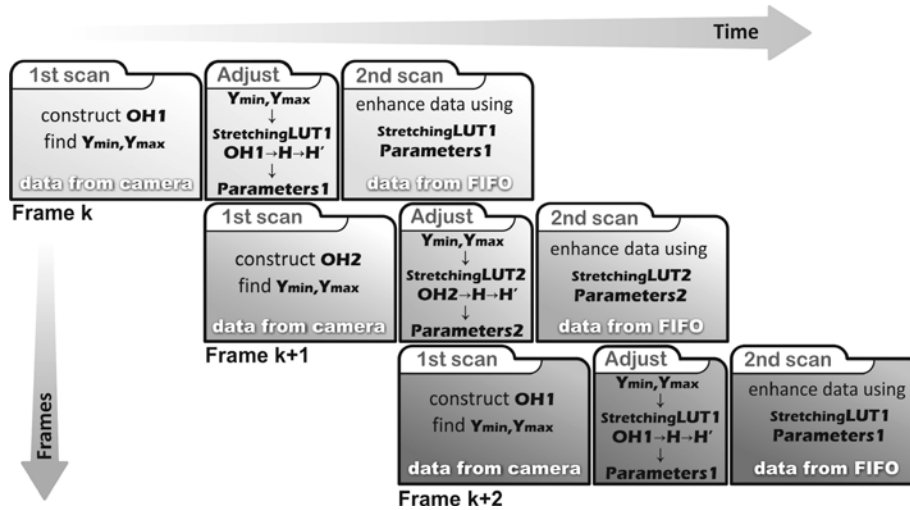 Time
1st scan
construct OH1
find Ymin,Ymax
data from camera
Adjust
Ymin,Ymax
↓
StretchingLUT1
OH1→H→H'
↓
Parameters1
2nd scan
enhance data using
StretchingLUT1
Parameters1
data from FIFO
Frame k
1st scan
construct OH2
find Ymin,Ymax
data from camera
Adjust
Ymin,Ymax
↓
StretchingLUT2
OH2→H→H'
↓
Parameters2
2nd scan
enhance data using
StretchingLUT2
Parameters2
data from FIFO
Frame k+1
1st scan
construct OH1
find Ymin,Ymax
data from camera
Adjust
Ymin,Ymax
↓
StretchingLUT1
OH1→H→H'
↓
Parameters1
2nd scan
enhance data using
StretchingLUT1
Parameters1
data from FIFO
Frame k+2
Frames